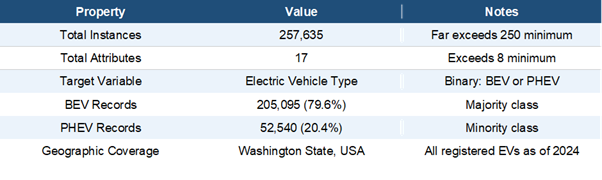 Property Value Notes
Total Instances 257,635 Far exceeds 250 minimum
Total Attributes 17 Exceeds 8 minimum
Target Variable Electric Vehicle Type Binary: BEV or PHEV
BEV Records 205,095 (79.6%) Majority class
PHEV Records 52,540 (20.4%) Minority class
Geographic Coverage Washington State, USA All registered EVs as of 2024